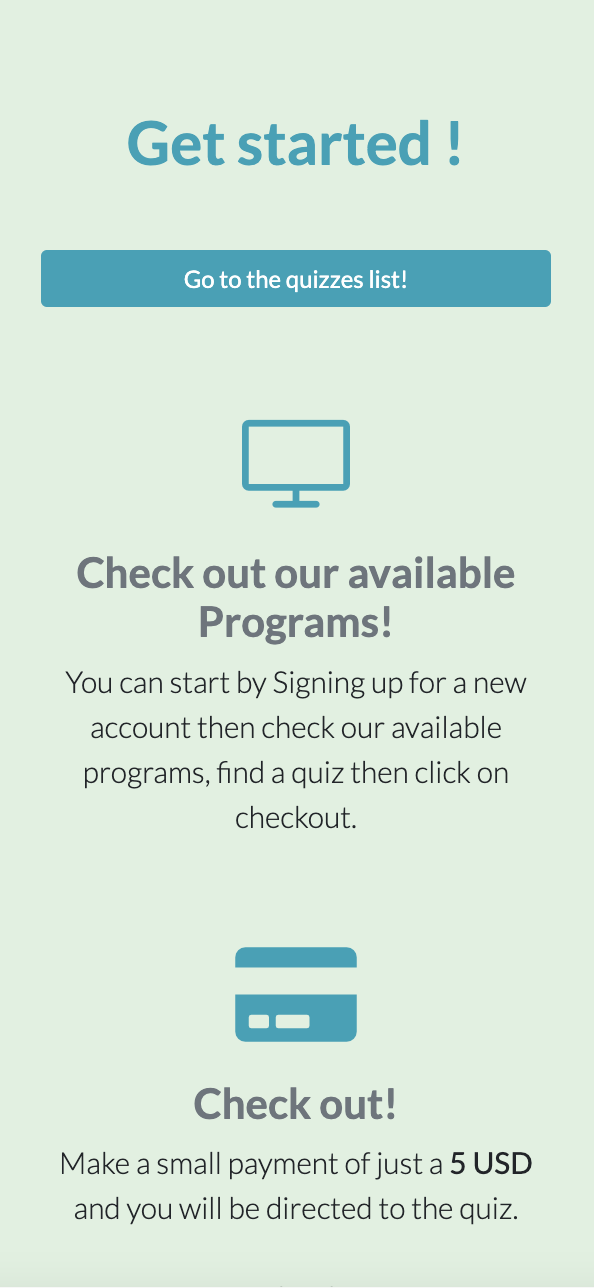 Get started !
Go to the quizzes list!
Check out our available
Programs!
You can start by Signing up for a new
account then check our available
programs, find a quiz then click on
checkout.
Check out!
Make a small payment of just a 5 USD
and you will be directed to the quiz.